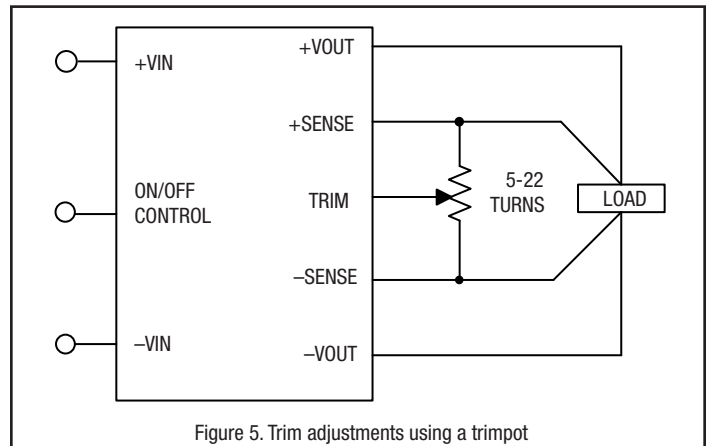 +VIN
ON/OFF
CONTROL
–VIN
+VOUT
+SENSE
TRIM
–SENSE
–VOUT
5-22
TURNS
LOAD
Figure 5. Trim adjustments using a trimpot